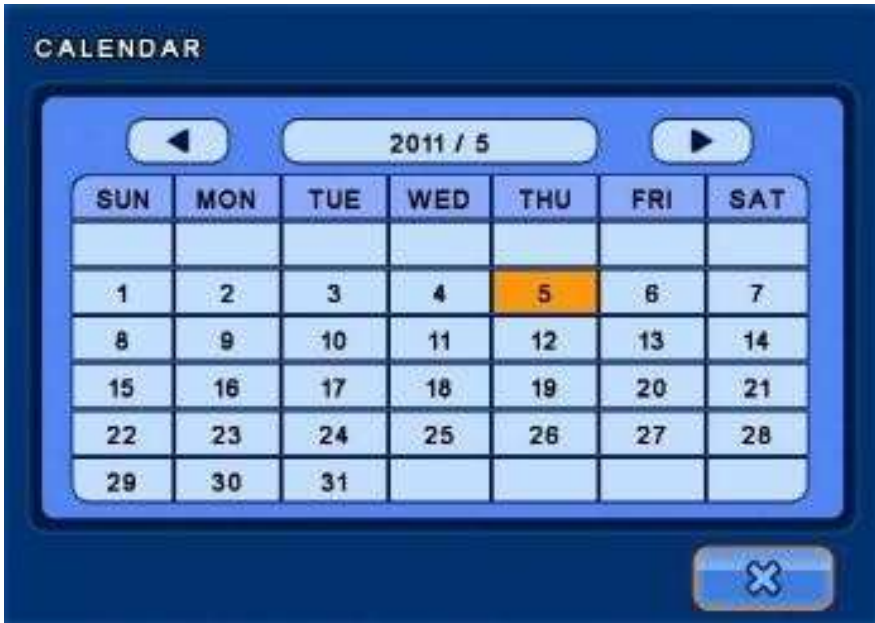 CALENDAR
2011 / 5
SUN MON TUE WED THU FRI SAT
1 2 3 4 5 6 7
8 9 10 11 12 13 14
15 16 17 18 19 20 21
22 23 24 25 26 27 28
29 30 31